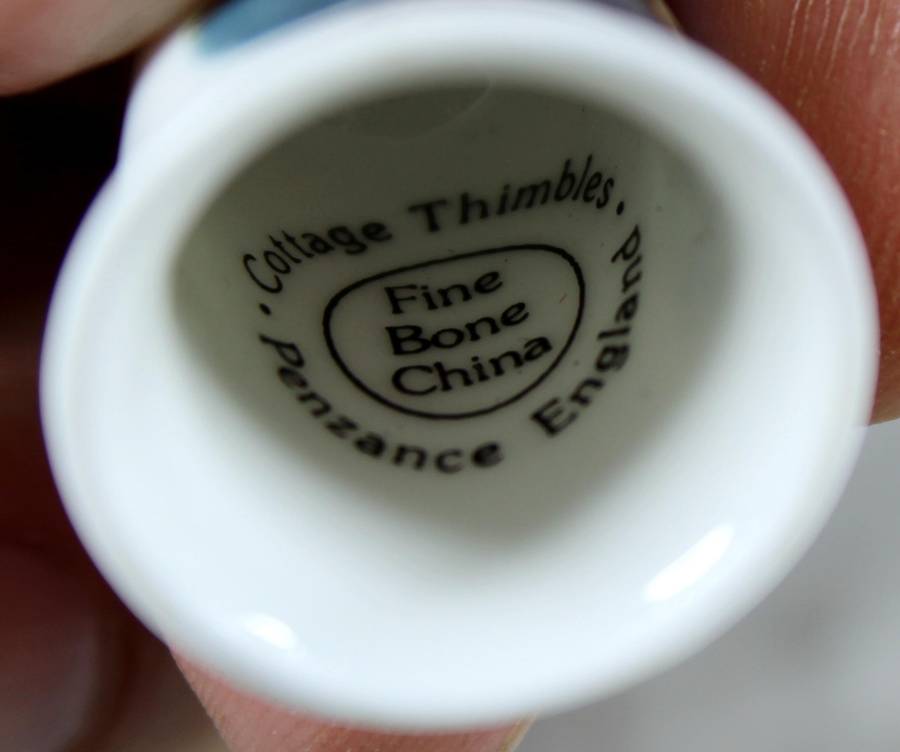 · Cottage Thimbles ·
Fine
Bone
China
Penzance England